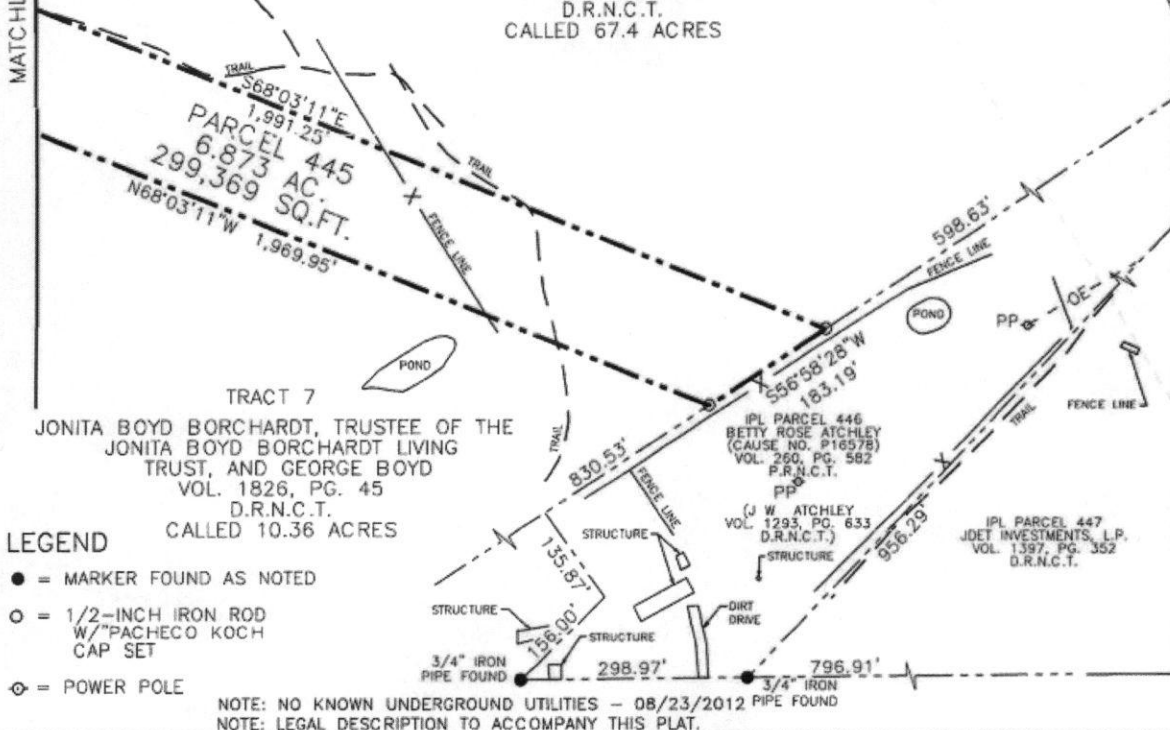 MATCHL
D.R.N.C.T.
CALLED 67.4 ACRES
TRAIL
S68°03'11"E
1,991.25'
PARCEL 445
6.873 AC.
299,369 SQ.FT.
N68°03'11"W 1,969.95'
TRAIL
X
FENCE LINE
598.63'
FENCE LINE
POND
PP
OE
POND
S56°58'28"W
183.19'
X
FENCE LINE
TRAIL
TRACT 7
JONITA BOYD BORCHARDT, TRUSTEE OF THE
JONITA BOYD BORCHARDT LIVING
TRUST, AND GEORGE BOYD
VOL. 1826, PG. 45
D.R.N.C.T.
CALLED 10.36 ACRES
TRAIL
830.53'
FENCE LINE
IPL PARCEL 446
BETTY ROSE ATCHLEY
(CAUSE NO. P16578)
VOL. 260, PG. 582
P.R.N.C.T.
PP
(J W ATCHLEY
VOL. 1293, PG. 633
D.R.N.C.T.)
X
956.29'
IPL PARCEL 447
JDET INVESTMENTS, L.P.
VOL. 1397, PG. 352
D.R.N.C.T.
STRUCTURE
STRUCTURE
135.87'
STRUCTURE
156.00'
STRUCTURE
DIRT
DRIVE
3/4" IRON
PIPE FOUND
298.97'
796.91'
3/4" IRON
PIPE FOUND
LEGEND
= MARKER FOUND AS NOTED
= 1/2-INCH IRON ROD
W/"PACHECO KOCH
CAP SET
= POWER POLE
NOTE: NO KNOWN UNDERGROUND UTILITIES – 08/23/2012
NOTE: LEGAL DESCRIPTION TO ACCOMPANY THIS PLAT.